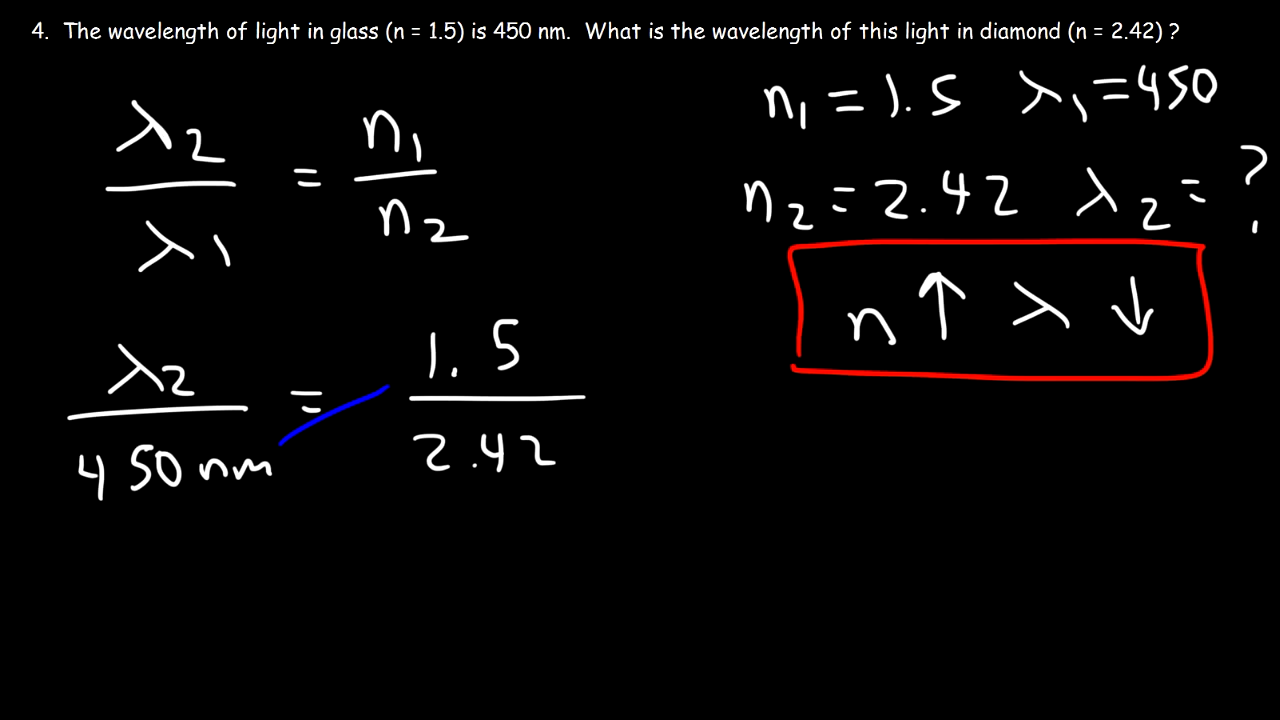 4. The wavelength of light in glass (n = 1.5) is 450 nm. What is the wavelength of this light in diamond (n = 2.42) ?
λ2 / λ1 = n1 / n2
n1 = 1.5 λ1 = 450
n2 = 2.42 λ2 = ?
n ↑ λ ↓
λ2 / 450 nm = 1.5 / 2.42